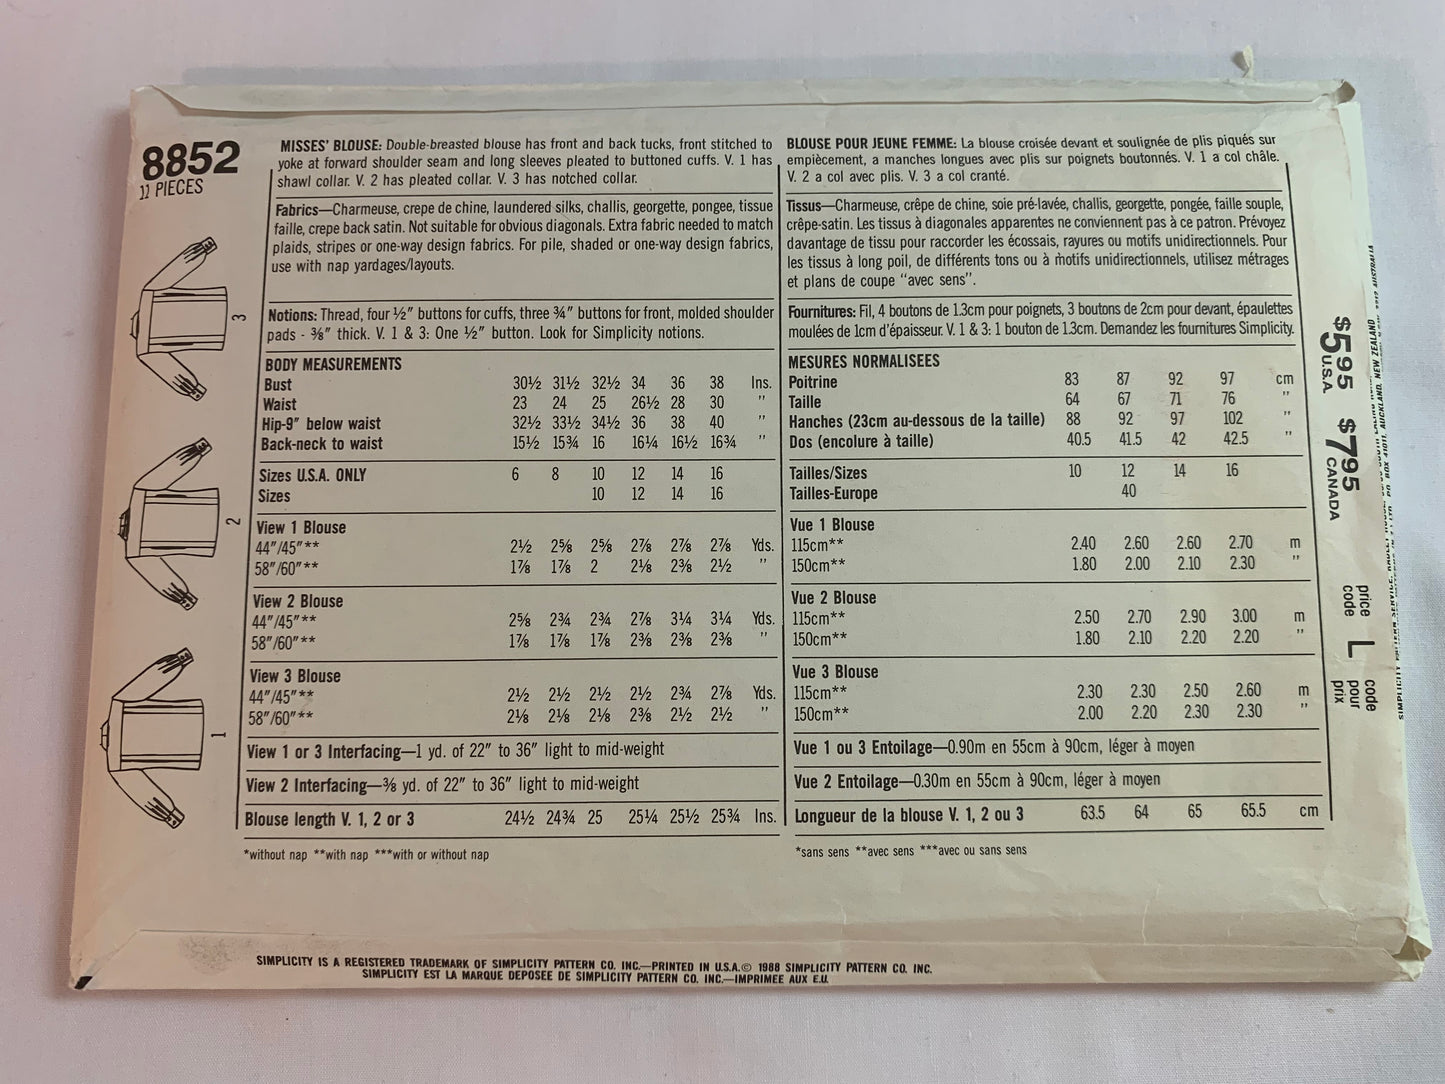 8852
11 PIECES
MISSES' BLOUSE: Double-breasted blouse has front and back tucks, front stitched to
yoke at forward shoulder seam and long sleeves pleated to buttoned cuffs. V. 1 has
shawl collar. V. 2 has pleated collar. V. 3 has notched collar.
Fabrics—Charmeuse, crepe de chine, laundered silks, challis, georgette, pongee, tissue
faille, crepe back satin. Not suitable for obvious diagonals. Extra fabric needed to match
plaids, stripes or one-way design fabrics. For pile, shaded or one-way design fabrics,
use with nap yardages/layouts.
Notions: Thread, four ½" buttons for cuffs, three ¾" buttons for front, molded shoulder
pads - ⅜" thick. V. 1 & 3: One ½" button. Look for Simplicity notions.
BODY MEASUREMENTS
Bust 30½ 31½ 32½ 34 36 38 Ins.
Waist 23 24 25 26½ 28 30 "
Hip-9" below waist 32½ 33½ 34½ 36 38 40 "
Back-neck to waist 15½ 15¾ 16 16¼ 16½ 16¾ "
Sizes U.S.A. ONLY 6 8 10 12 14 16
Sizes 10 12 14 16
View 1 Blouse
44"/45"** 2½ 2⅝ 2⅝ 2⅞ 2⅞ 2⅞ Yds.
58"/60"** 1⅞ 1⅞ 2 2⅛ 2⅜ 2½ "
View 2 Blouse
44"/45"** 2⅝ 2¾ 2¾ 2⅞ 3¼ 3¼ Yds.
58"/60"** 1⅞ 1⅞ 1⅞ 2⅜ 2⅜ 2⅜ "
View 3 Blouse
44"/45"** 2½ 2½ 2½ 2½ 2¾ 2⅞ Yds.
58"/60"** 2⅛ 2⅛ 2⅛ 2⅜ 2½ 2½ "
View 1 or 3 Interfacing—1 yd. of 22" to 36" light to mid-weight
View 2 Interfacing—⅜ yd. of 22" to 36" light to mid-weight
Blouse length V. 1, 2 or 3 24½ 24¾ 25 25¼ 25½ 25¾ Ins.
*without nap **with nap ***with or without nap
BLOUSE POUR JEUNE FEMME: La blouse croisée devant et soulignée de plis piqués sur
empiècement, a manches longues avec plis sur poignets boutonnés. V. 1 a col châle.
V. 2 a col avec plis. V. 3 a col cranté.
Tissus—Charmeuse, crêpe de chine, soie pré-lavée, challis, georgette, pongée, faille souple,
crêpe-satin. Les tissus à diagonales apparentes ne conviennent pas à ce patron. Prévoyez
davantage de tissu pour raccorder les écossais, rayures ou motifs unidirectionnels. Pour
les tissus à long poil, de différents tons ou à motifs unidirectionnels, utilisez métrages
et plans de coupe "avec sens".
Fournitures: Fil, 4 boutons de 1.3cm pour poignets, 3 boutons de 2cm pour devant, épaulettes
moulées de 1cm d'épaisseur. V. 1 & 3: 1 bouton de 1.3cm. Demandez les fournitures Simplicity.
MESURES NORMALISEES
Poitrine 83 87 92 97 cm
Taille 64 67 71 76 "
Hanches (23cm au-dessous de la taille) 88 92 97 102 "
Dos (encolure à taille) 40.5 41.5 42 42.5 "
Tailles/Sizes 10 12 14 16
Tailles-Europe 40
Vue 1 Blouse
115cm** 2.40 2.60 2.60 2.70 m
150cm** 1.80 2.00 2.10 2.30 "
Vue 2 Blouse
115cm** 2.50 2.70 2.90 3.00 m
150cm** 1.80 2.10 2.20 2.20 "
Vue 3 Blouse
115cm** 2.30 2.30 2.50 2.60 m
150cm** 2.00 2.20 2.30 2.30 "
Vue 1 ou 3 Entoilage—0.90m en 55cm à 90cm, léger à moyen
Vue 2 Entoilage—0.30m en 55cm à 90cm, léger à moyen
Longueur de la blouse V. 1, 2 ou 3 63.5 64 65 65.5 cm
*sans sens **avec sens ***avec ou sans sens
3
2
1
$5.95 U.S.A.
$7.95 CANADA
price code
L
code pour prix
SIMPLICITY IS A REGISTERED TRADEMARK OF SIMPLICITY PATTERN CO. INC.—PRINTED IN U.S.A.© 1988 SIMPLICITY PATTERN CO. INC.
SIMPLICITY EST LA MARQUE DEPOSEE DE SIMPLICITY PATTERN CO. INC.—IMPRIMEE AUX E.U.